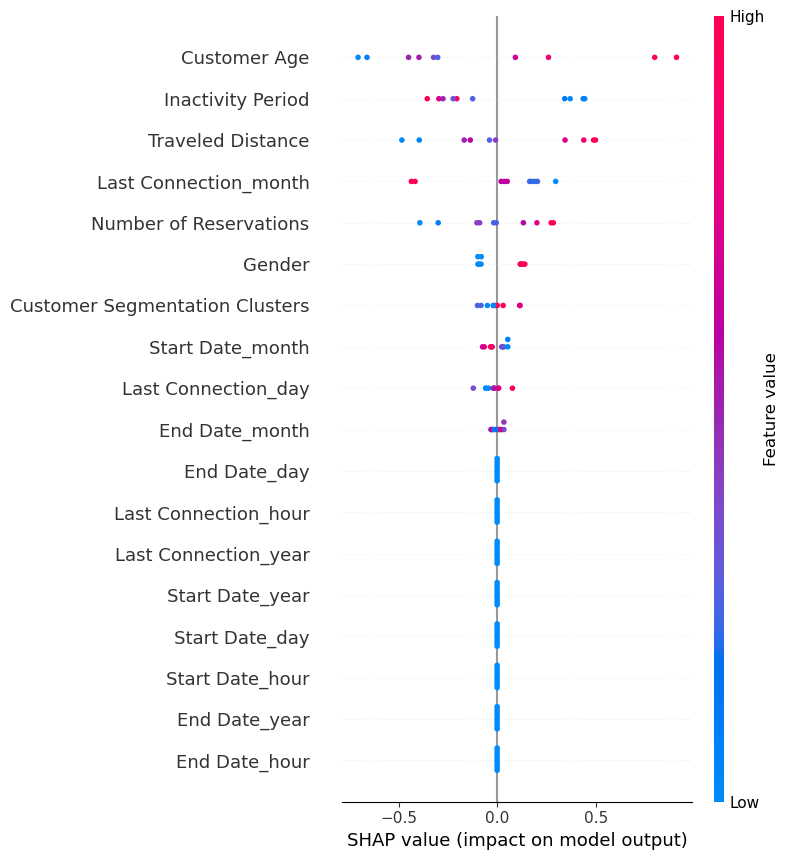 High
Customer Age
Inactivity Period
Traveled Distance
Last Connection_month
Number of Reservations
Gender
Customer Segmentation Clusters
Start Date_month
Last Connection_day
End Date_month
End Date_day
Last Connection_hour
Last Connection_year
Start Date_year
Start Date_day
Start Date_hour
End Date_year
End Date_hour
Feature value
Low
−0.5 0.0 0.5
SHAP value (impact on model output)